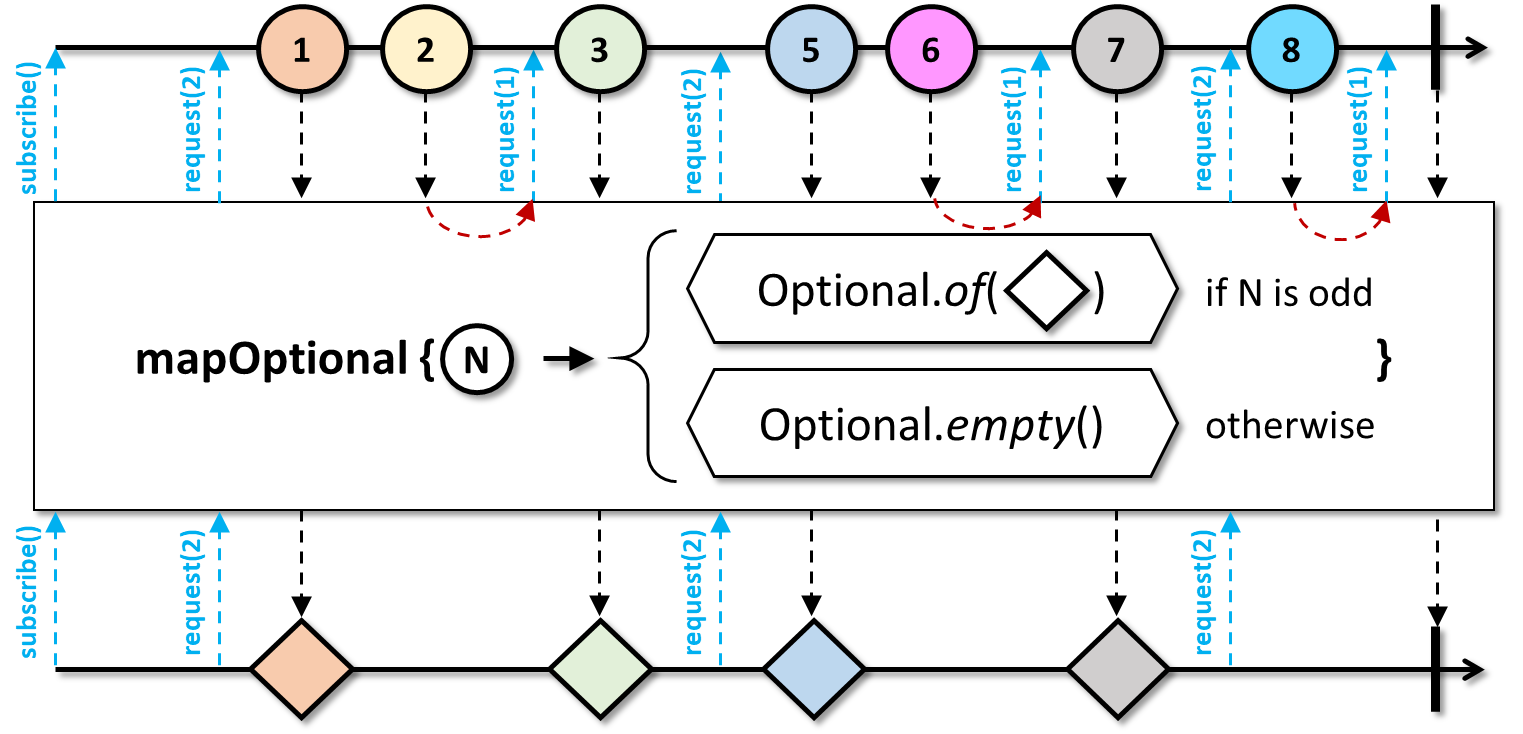 1 2 3 5 6 7 8
subscribe() request(2) request(1) request(2) request(1) request(2) request(1)
Optional.of( ) if N is odd
mapOptional { N }
Optional.empty() otherwise
subscribe() request(2) request(2) request(2)